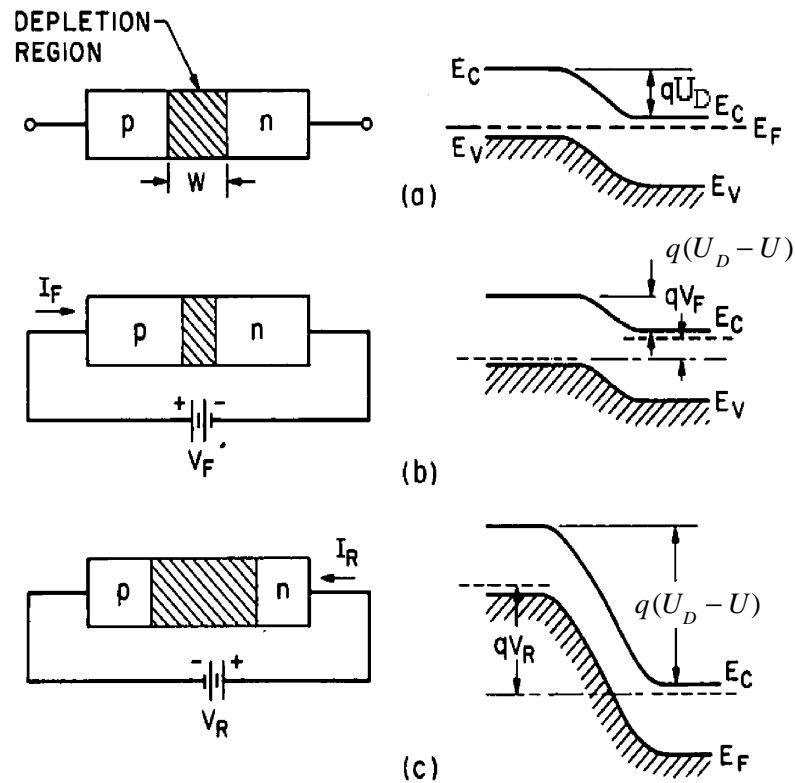 DEPLETION
REGION
p
n
W
E_C
qU_D
E_C
E_F
E_V
E_V
(a)
I_F
p
n
+ -
V_F
q(U_D – U)
qV_F
E_C
E_V
(b)
I_R
p
n
- +
V_R
q(U_D – U)
qV_R
E_C
E_F
(c)